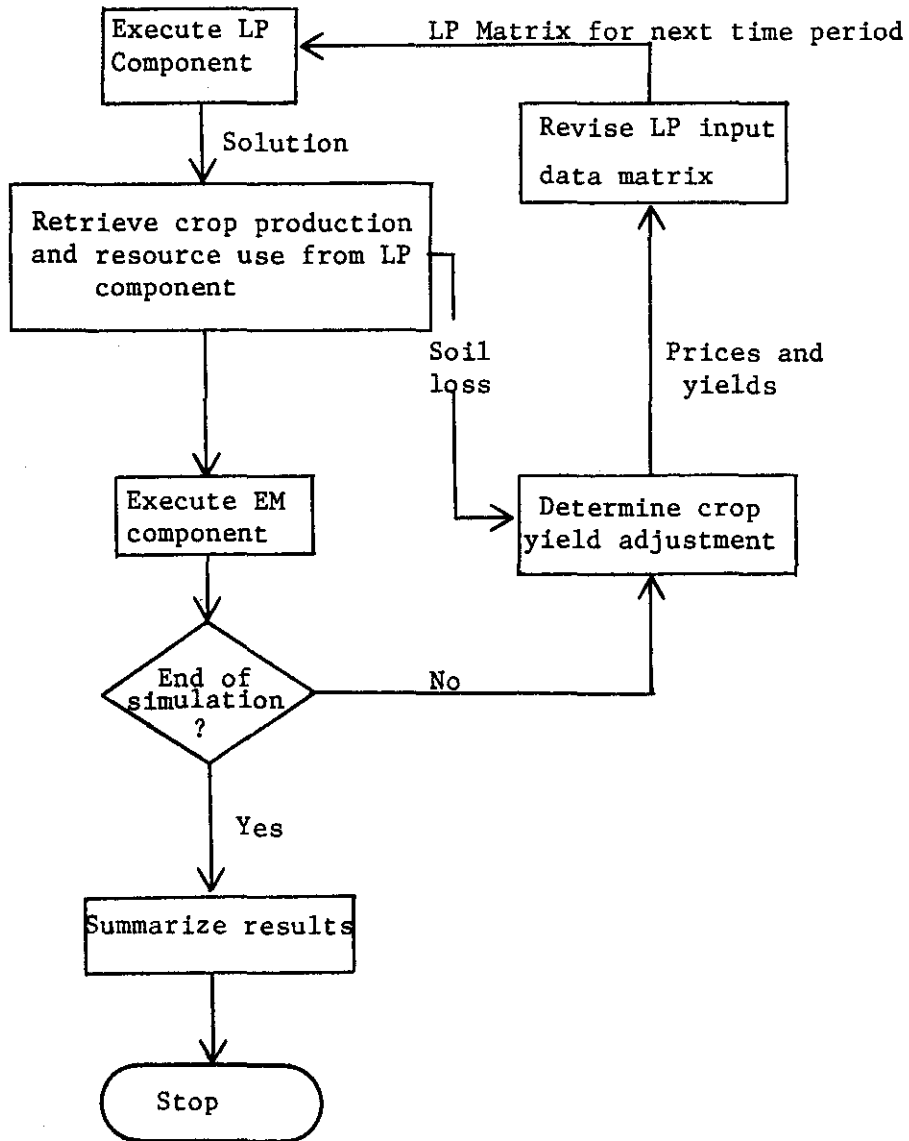 Execute LP
Component
LP Matrix for next time period
Revise LP input
data matrix
Solution
Retrieve crop production
and resource use from LP
component
Soil
loss
Prices and
yields
Execute EM
component
Determine crop
yield adjustment
End of
simulation
?
No
Yes
Summarize results
Stop